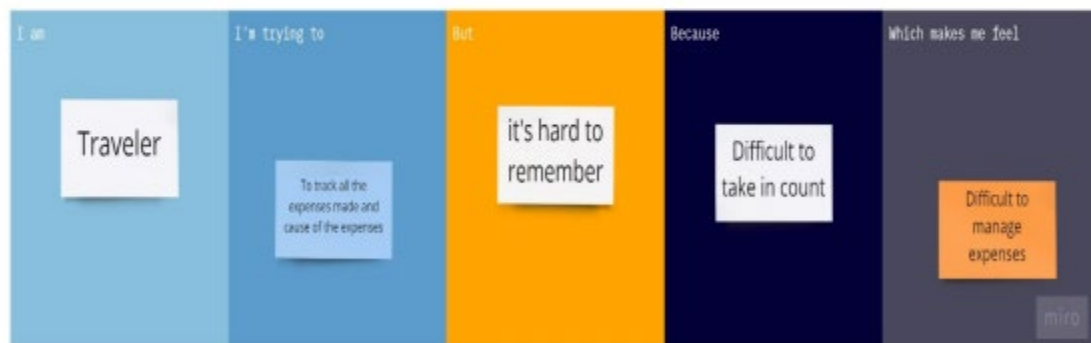 I am
Traveler
I'm trying to
To track all the
expenses made and
cause of the expenses
But
it's hard to
remember
Because
Difficult to
take in count
Which makes me feel
Difficult to
manage
expenses
miro